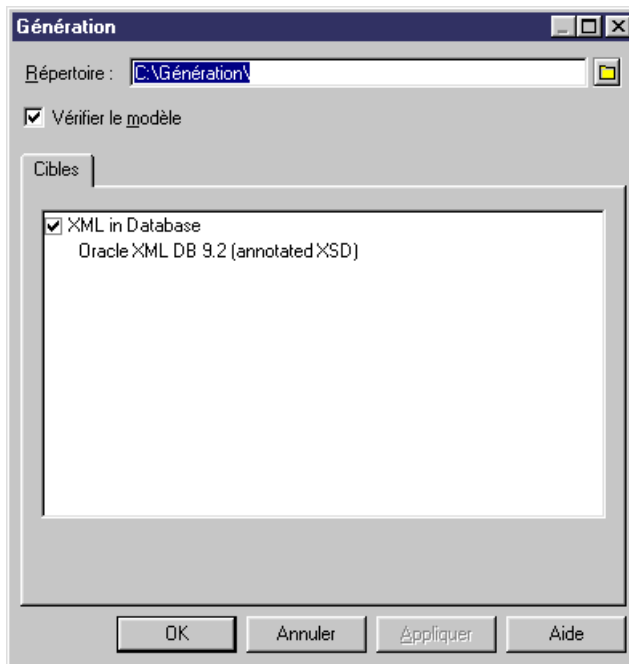 Génération
Répertoire : C:\Génération\
Vérifier le modèle
Cibles
XML in Database
Oracle XML DB 9.2 (annotated XSD)
OK Annuler Appliquer Aide